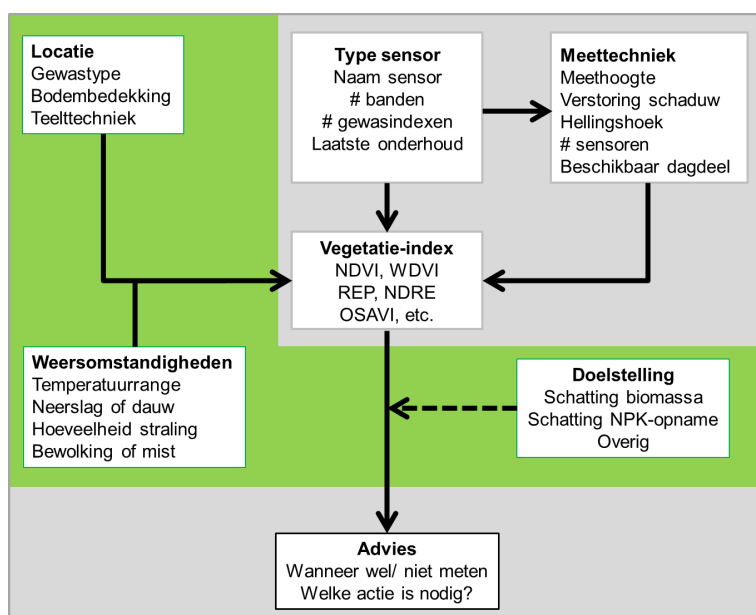 Locatie
Gewastype
Bodembedekking
Teelttechniek
Type sensor
Naam sensor
# banden
# gewasindexen
Laatste onderhoud
Meettechniek
Meethoogte
Verstoring schaduw
Hellingshoek
# sensoren
Beschikbaar dagdeel
Vegetatie-index
NDVI, WDVI
REP, NDRE
OSAVI, etc.
Weersomstandigheden
Temperatuurrange
Neerslag of dauw
Hoeveelheid straling
Bewolking of mist
Doelstelling
Schatting biomassa
Schatting NPK-opname
Overig
Advies
Wanneer wel/ niet meten
Welke actie is nodig?